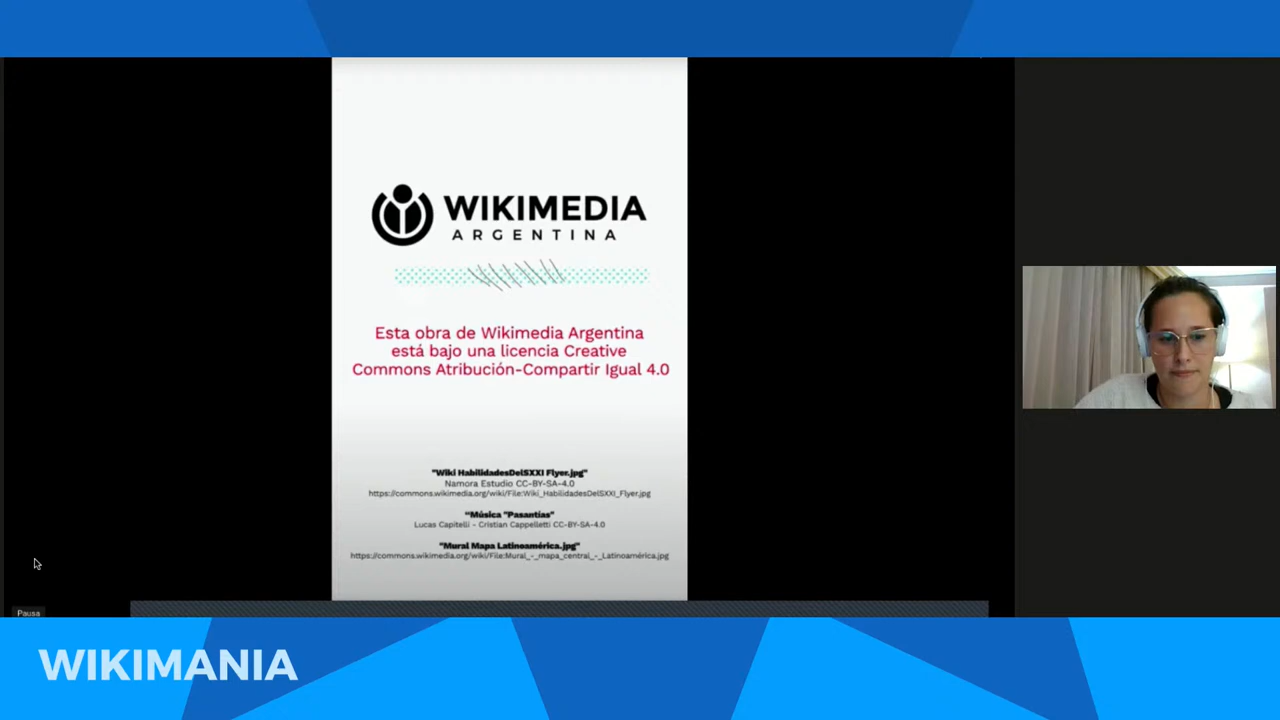 WIKIMEDIA
ARGENTINA
Esta obra de Wikimedia Argentina
está bajo una licencia Creative
Commons Atribución-Compartir Igual 4.0
"Wiki HabilidadesDelSXXI Flyer.jpg"
Namora Estudio CC-BY-SA-4.0
https://commons.wikimedia.org/wiki/File:Wiki_HabilidadesDelSXXI_Flyer.jpg
“Música "Pasantías"
Lucas Capitelli - Cristian Cappelletti CC-BY-SA-4.0
"Mural Mapa Latinoamérica.jpg"
https://commons.wikimedia.org/wiki/File:Mural_-_mapa_central_-_Latinoamérica.jpg
Pausa
WIKIMANIA